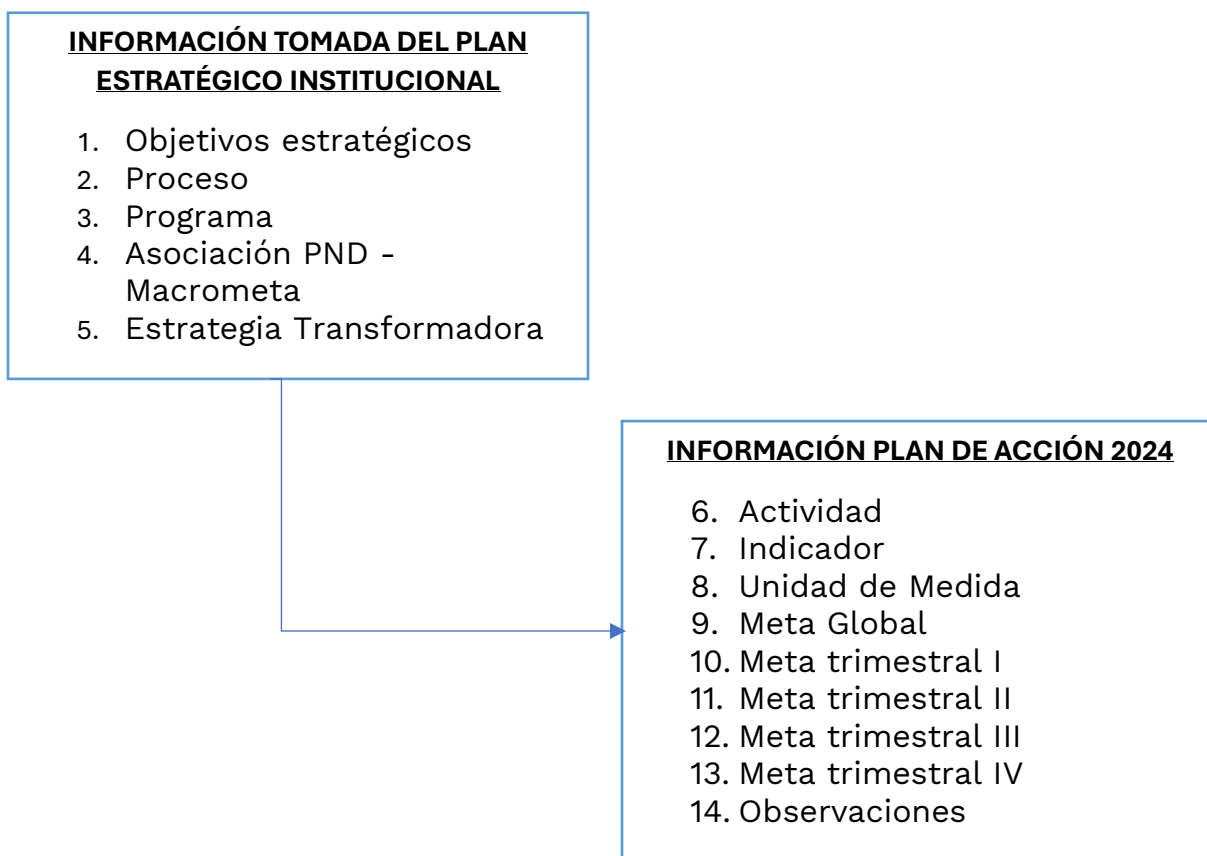 INFORMACIÓN TOMADA DEL PLAN
ESTRATÉGICO INSTITUCIONAL
1. Objetivos estratégicos
2. Proceso
3. Programa
4. Asociación PND -
Macrometa
5. Estrategia Transformadora
INFORMACIÓN PLAN DE ACCIÓN 2024
6. Actividad
7. Indicador
8. Unidad de Medida
9. Meta Global
10. Meta trimestral I
11. Meta trimestral II
12. Meta trimestral III
13. Meta trimestral IV
14. Observaciones